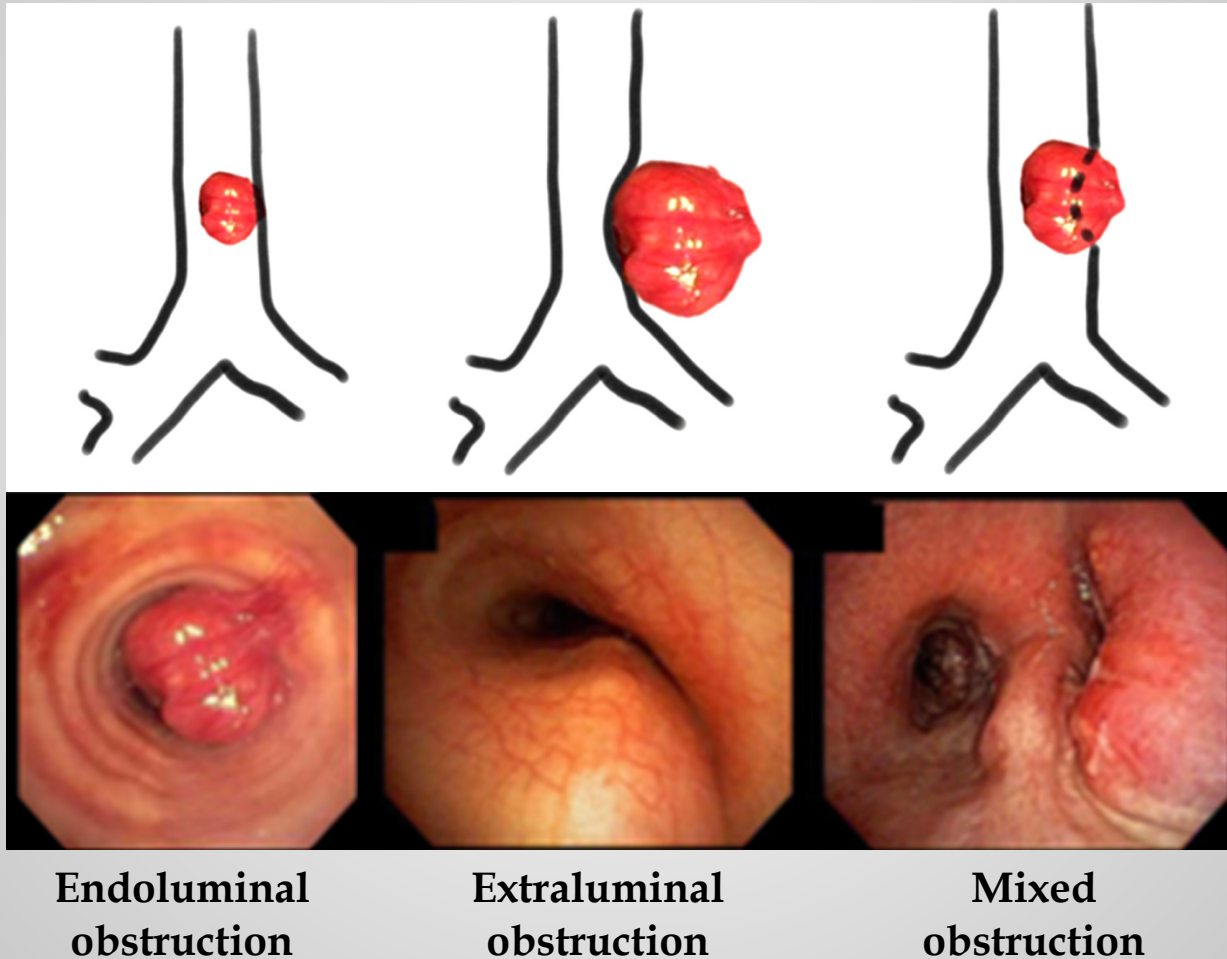 Endoluminal
obstruction
Extraluminal
obstruction
Mixed
obstruction